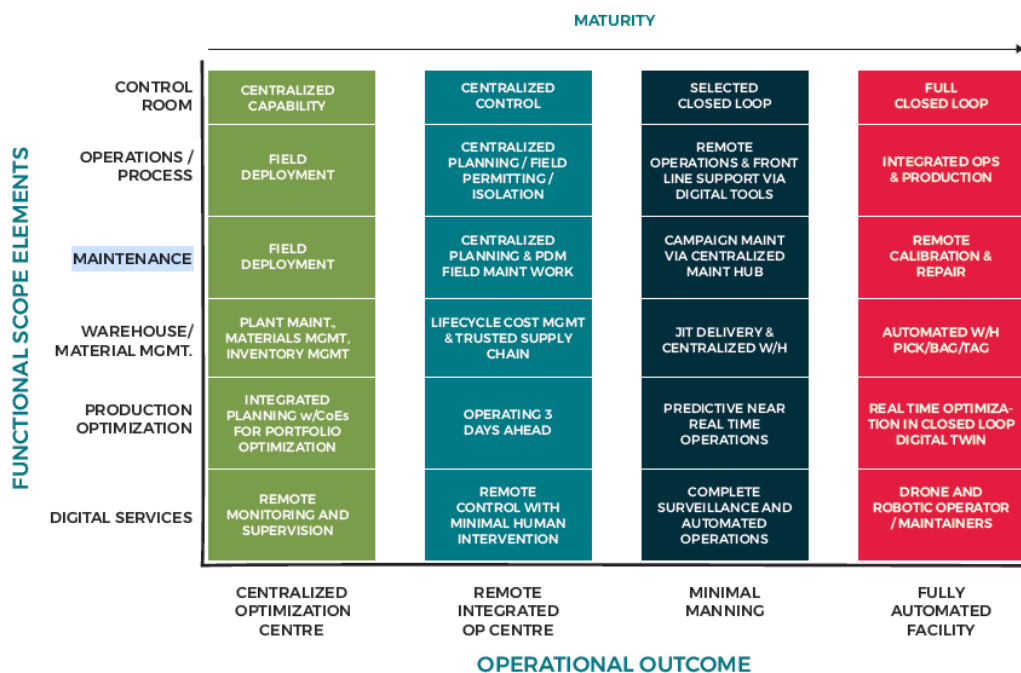 MATURITY
FUNCTIONAL SCOPE ELEMENTS
CONTROL
ROOM
CENTRALIZED
CAPABILITY
CENTRALIZED
CONTROL
SELECTED
CLOSED LOOP
FULL
CLOSED LOOP
OPERATIONS /
PROCESS
FIELD
DEPLOYMENT
CENTRALIZED
PLANNING / FIELD
PERMITTING /
ISOLATION
REMOTE
OPERATIONS & FRONT
LINE SUPPORT VIA
DIGITAL TOOLS
INTEGRATED OPS
& PRODUCTION
MAINTENANCE
FIELD
DEPLOYMENT
CENTRALIZED
PLANNING & PDM
FIELD MAINT WORK
CAMPAIGN MAINT
VIA CENTRALIZED
MAINT HUB
REMOTE
CALIBRATION &
REPAIR
WAREHOUSE/
MATERIAL MGMT.
PLANT MAINT.,
MATERIALS MGMT,
INVENTORY MGMT
LIFECYCLE COST MGMT
& TRUSTED SUPPLY
CHAIN
JIT DELIVERY &
CENTRALIZED W/H
AUTOMATED W/H
PICK/BAG/TAG
PRODUCTION
OPTIMIZATION
INTEGRATED
PLANNING w/CoEs
FOR PORTFOLIO
OPTIMIZATION
OPERATING 3
DAYS AHEAD
PREDICTIVE NEAR
REAL TIME
OPERATIONS
REAL TIME OPTIMIZA-
TION IN CLOSED LOOP
DIGITAL TWIN
DIGITAL SERVICES
REMOTE
MONITORING AND
SUPERVISION
REMOTE
CONTROL WITH
MINIMAL HUMAN
INTERVENTION
COMPLETE
SURVEILLANCE AND
AUTOMATED
OPERATIONS
DRONE AND
ROBOTIC OPERATOR
/ MAINTAINERS
CENTRALIZED
OPTIMIZATION
CENTRE
REMOTE
INTEGRATED
OP CENTRE
MINIMAL
MANNING
FULLY
AUTOMATED
FACILITY
OPERATIONAL OUTCOME